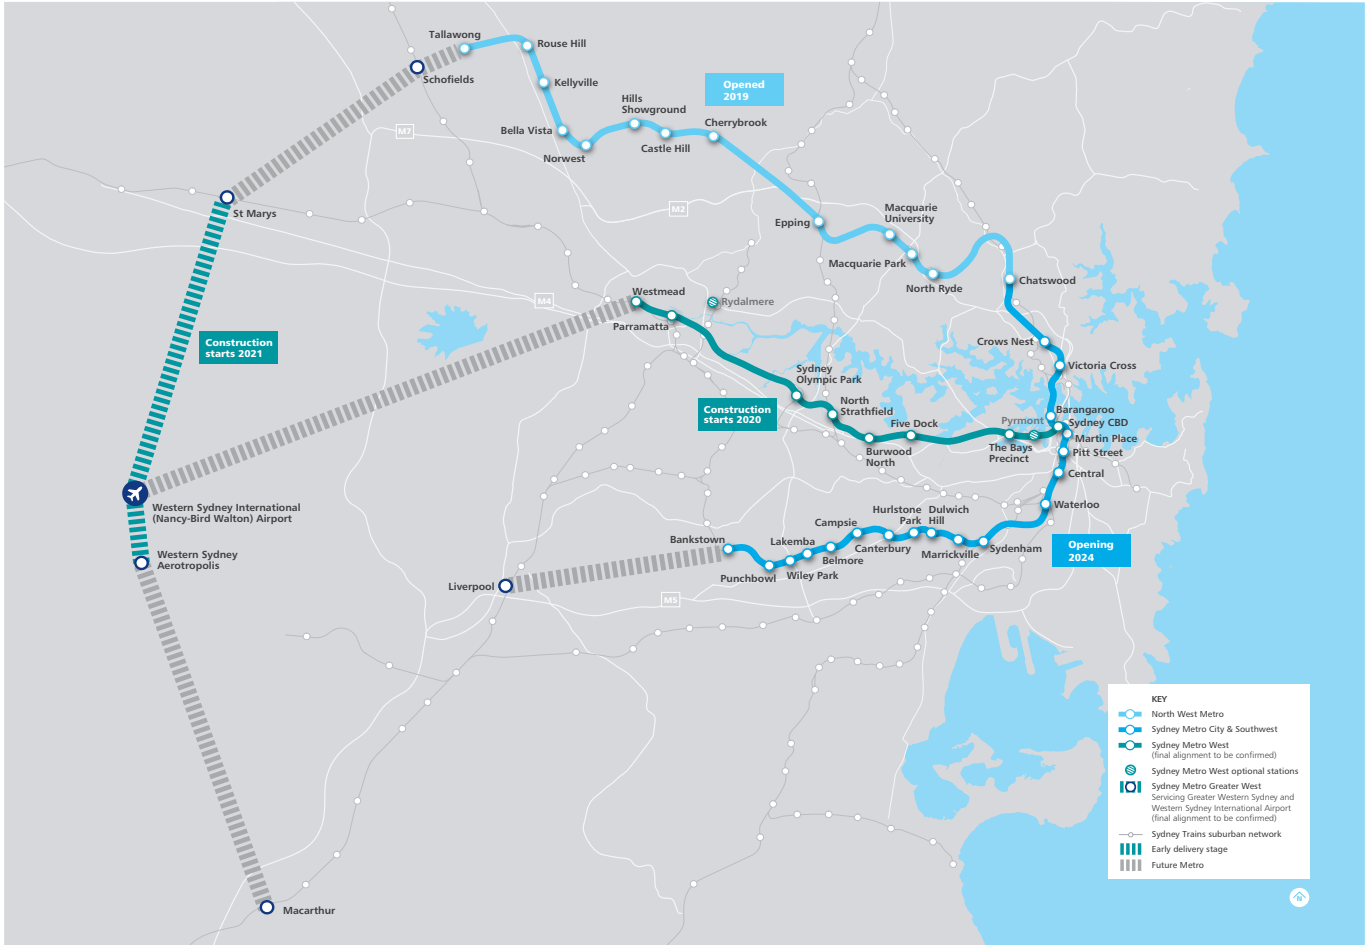 Tallawong
Rouse Hill
Schofields
Kellyville
Opened
2019
Hills
Showground
Cherrybrook
Bella Vista
M7
Castle Hill
Norwest
St Marys
M2
Macquarie
University
Epping
Macquarie Park
North Ryde
Chatswood
Westmead
M4
Rydalmere
Parramatta
Construction
starts 2021
Crows Nest
Victoria Cross
Sydney
Olympic Park
Construction
starts 2020
North
Strathfield
Five Dock
Pyrmont
Barangaroo
Sydney CBD
Martin Place
Burwood
North
The Bays
Precinct
Pitt Street
Central
Western Sydney International
(Nancy-Bird Walton) Airport
Waterloo
Hurlstone
Park
Dulwich
Hill
Campsie
Bankstown
Lakemba
Canterbury
Marrickville
Sydenham
Opening
2024
Belmore
Wiley Park
Punchbowl
Western Sydney
Aerotropolis
Liverpool
M5
Macarthur
KEY
North West Metro
Sydney Metro City & Southwest
Sydney Metro West
(final alignment to be confirmed)
Sydney Metro West optional stations
Sydney Metro Greater West
Servicing Greater Western Sydney and
Western Sydney International Airport
(final alignment to be confirmed)
Sydney Trains suburban network
Early delivery stage
Future Metro
N